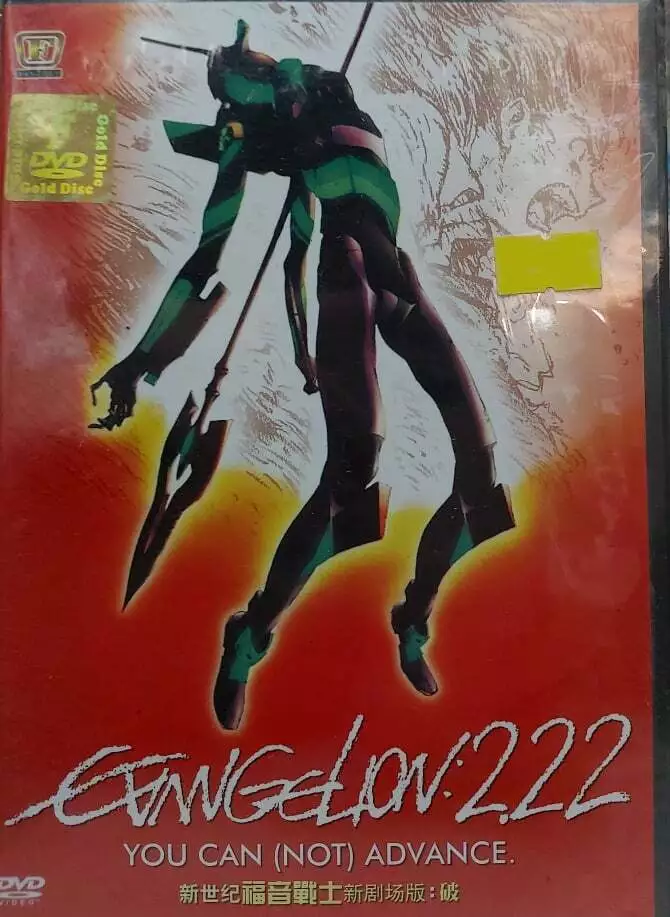 DVD
Gold Disc
Gold Disc
EVANGELION:2.22
YOU CAN (NOT) ADVANCE.
新世纪福音戰士新剧场版:破
DVD
VIDEO